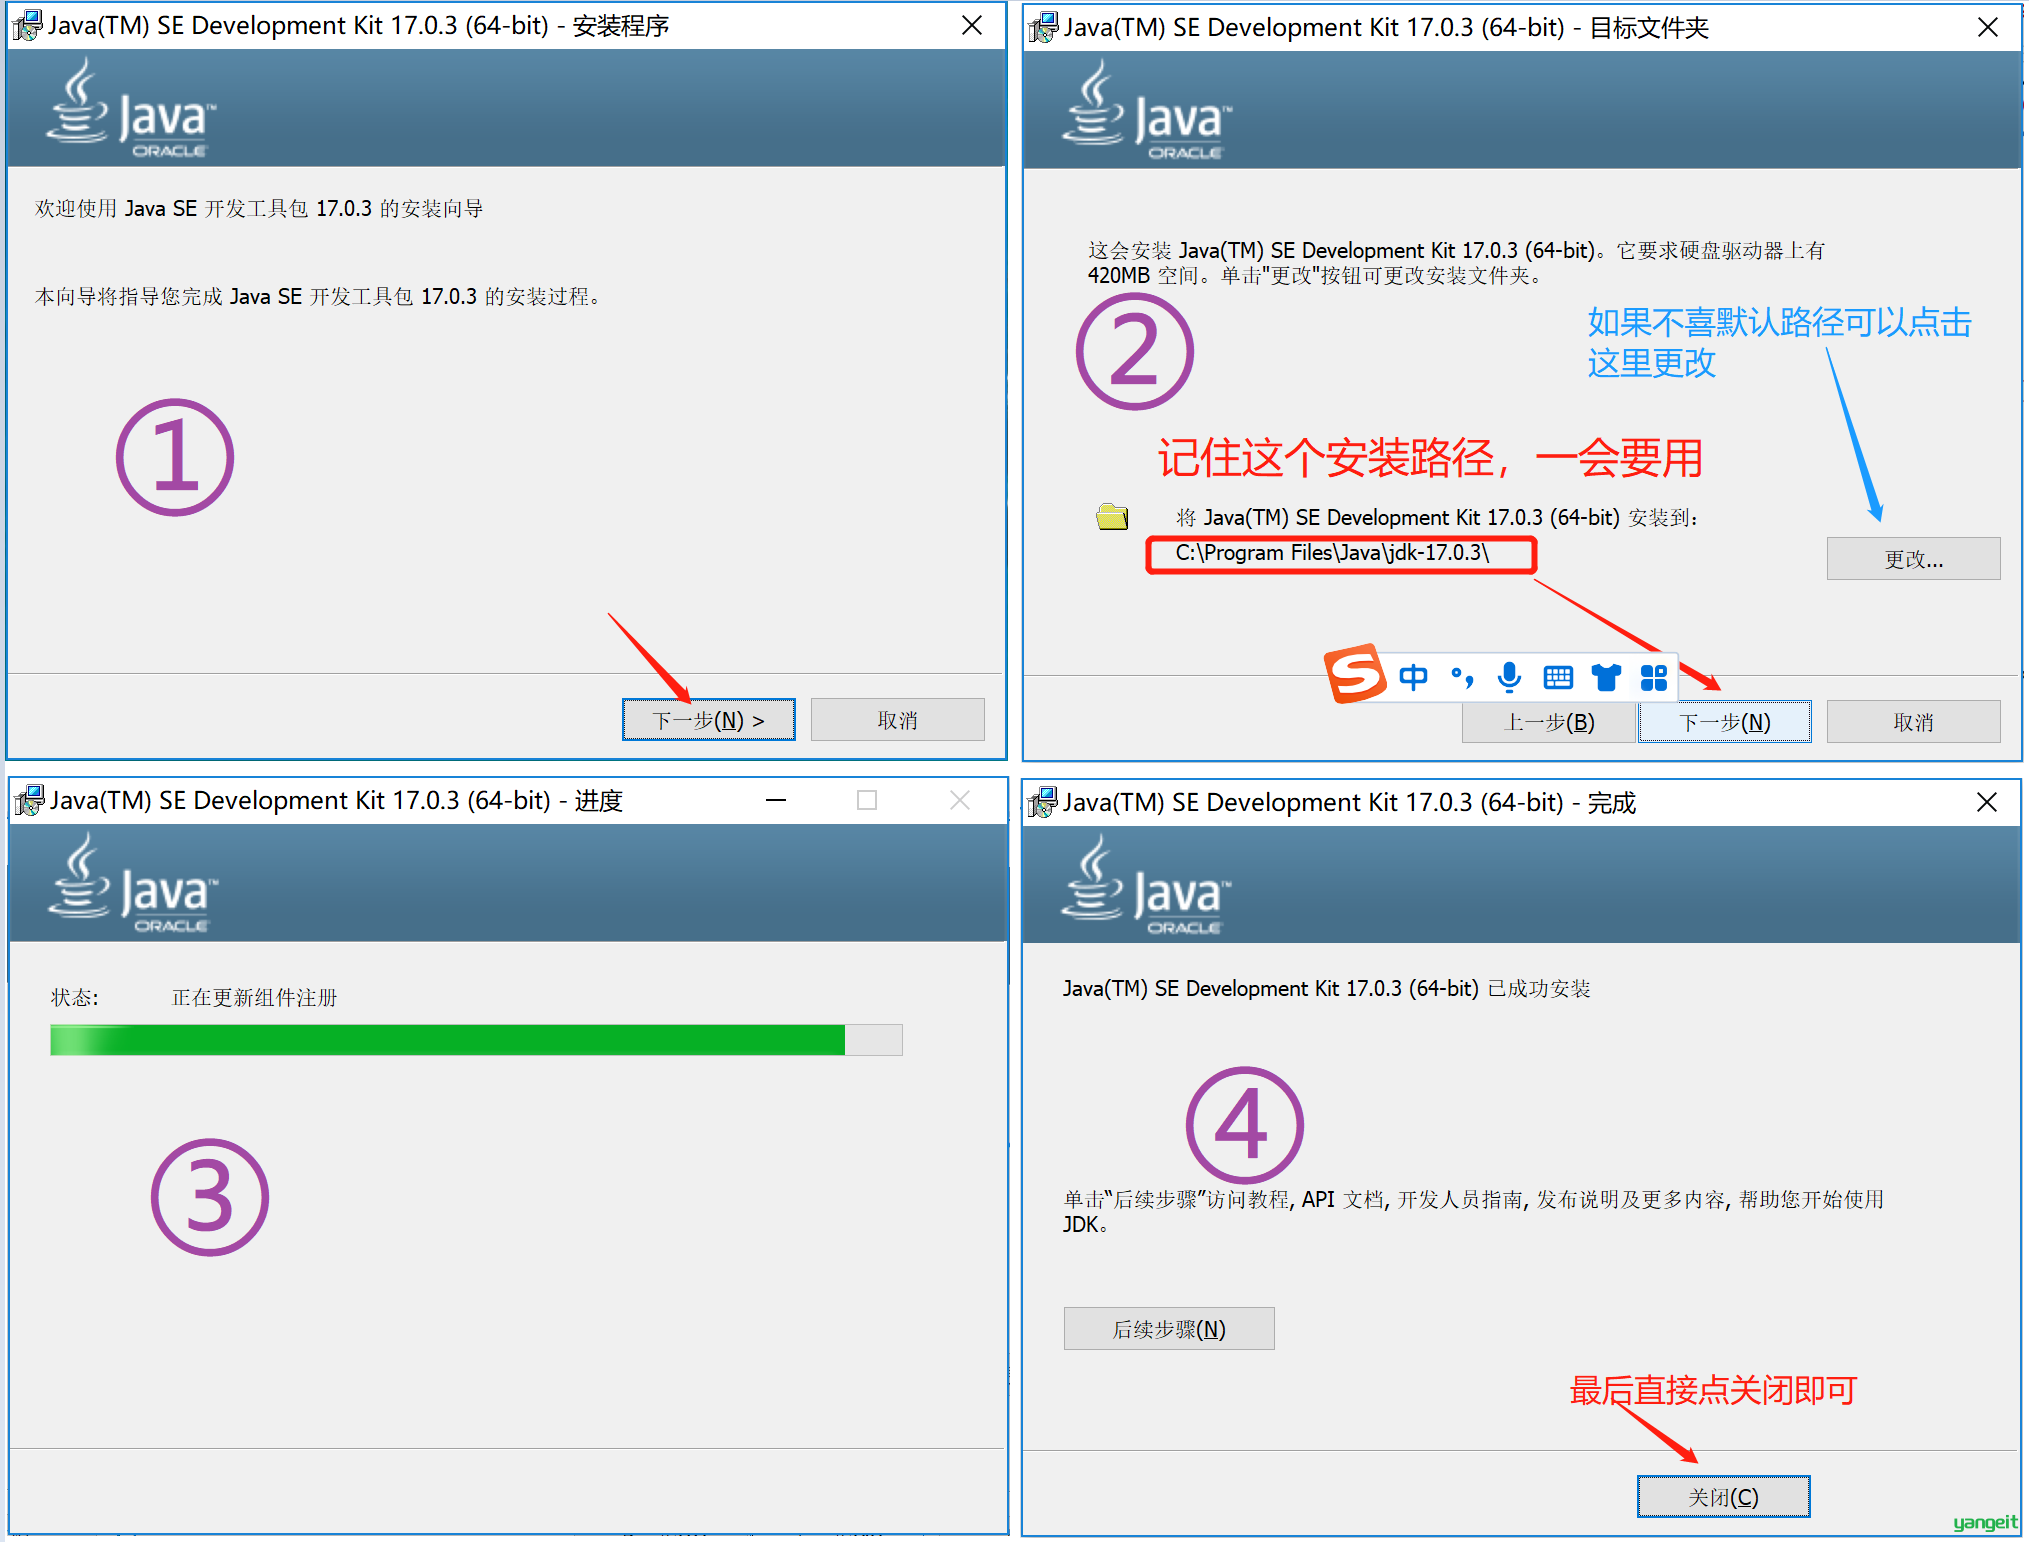 Java(TM) SE Development Kit 17.0.3 (64-bit) - 安装程序
Java™
ORACLE
欢迎使用 Java SE 开发工具包 17.0.3 的安装向导
本向导将指导您完成 Java SE 开发工具包 17.0.3 的安装过程。
①
下一步(N) >
取消
Java(TM) SE Development Kit 17.0.3 (64-bit) - 目标文件夹
Java™
ORACLE
这会安装 Java(TM) SE Development Kit 17.0.3 (64-bit)。它要求硬盘驱动器上有
420MB 空间。单击"更改"按钮可更改安装文件夹。
②
如果不喜默认路径可以点击
这里更改
记住这个安装路径，一会要用
将 Java(TM) SE Development Kit 17.0.3 (64-bit) 安装到:
C:\Program Files\Java\jdk-17.0.3\
更改...
S 中
上一步(B)
下一步(N)
取消
Java(TM) SE Development Kit 17.0.3 (64-bit) - 进度
Java™
ORACLE
状态: 正在更新组件注册
③
Java(TM) SE Development Kit 17.0.3 (64-bit) - 完成
Java™
ORACLE
Java(TM) SE Development Kit 17.0.3 (64-bit) 已成功安装
④
单击“后续步骤”访问教程, API 文档, 开发人员指南, 发布说明及更多内容, 帮助您开始使用
JDK。
后续步骤(N)
最后直接点关闭即可
关闭(C)
yangeit